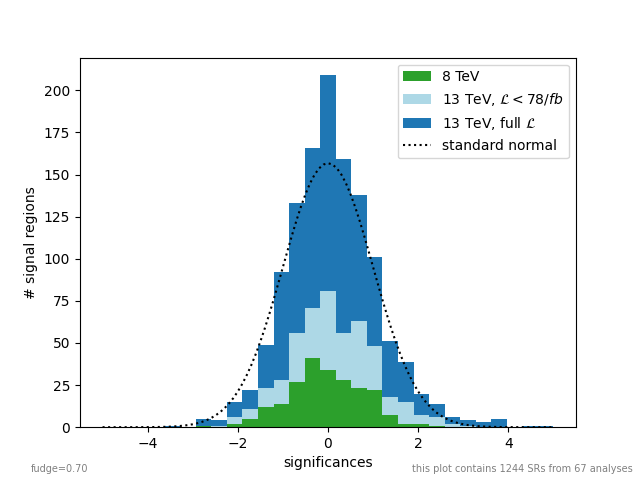 8 TeV
13 TeV, ℒ < 78/fb
13 TeV, full ℒ
standard normal
200
175
150
125
100
75
50
25
0
# signal regions
−4
−2
0
2
4
significances
fudge=0.70
this plot contains 1244 SRs from 67 analyses